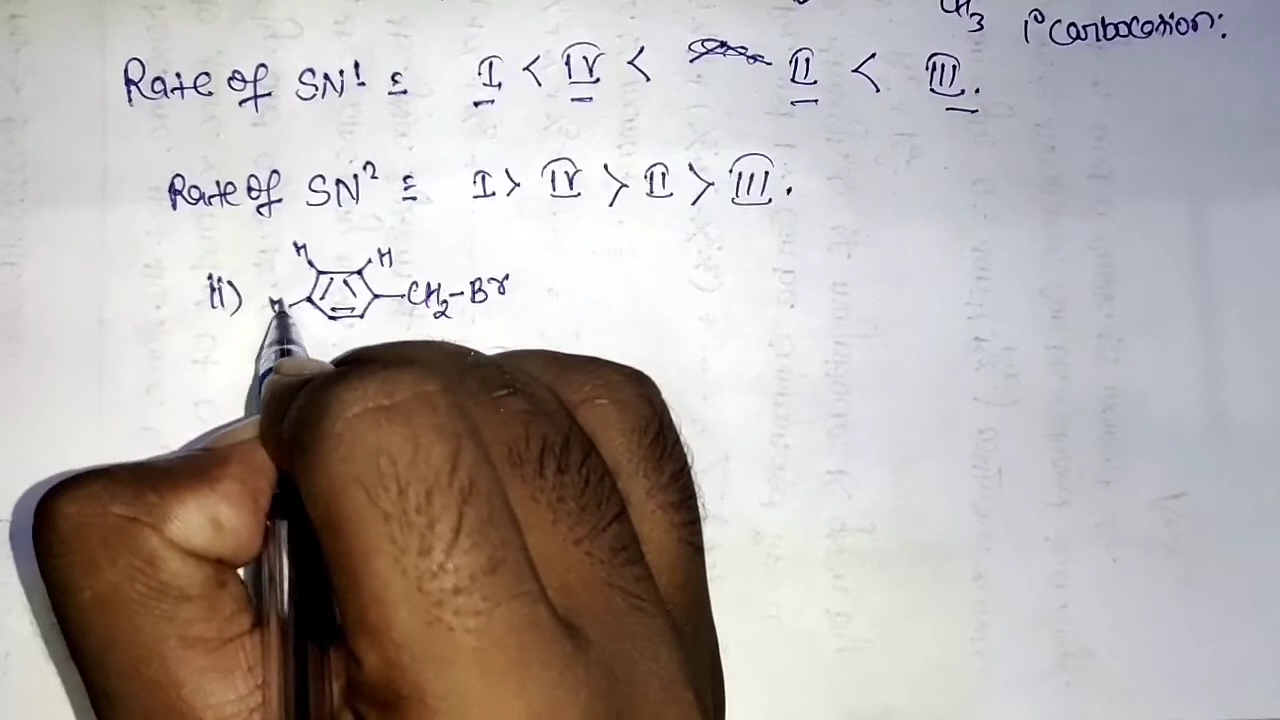 CH3
1° carbocation:
Rate of SN1 : I < IV < II < III.
Rate of SN2 : I > IV > II > III.
H H
ii) H CH2-Br